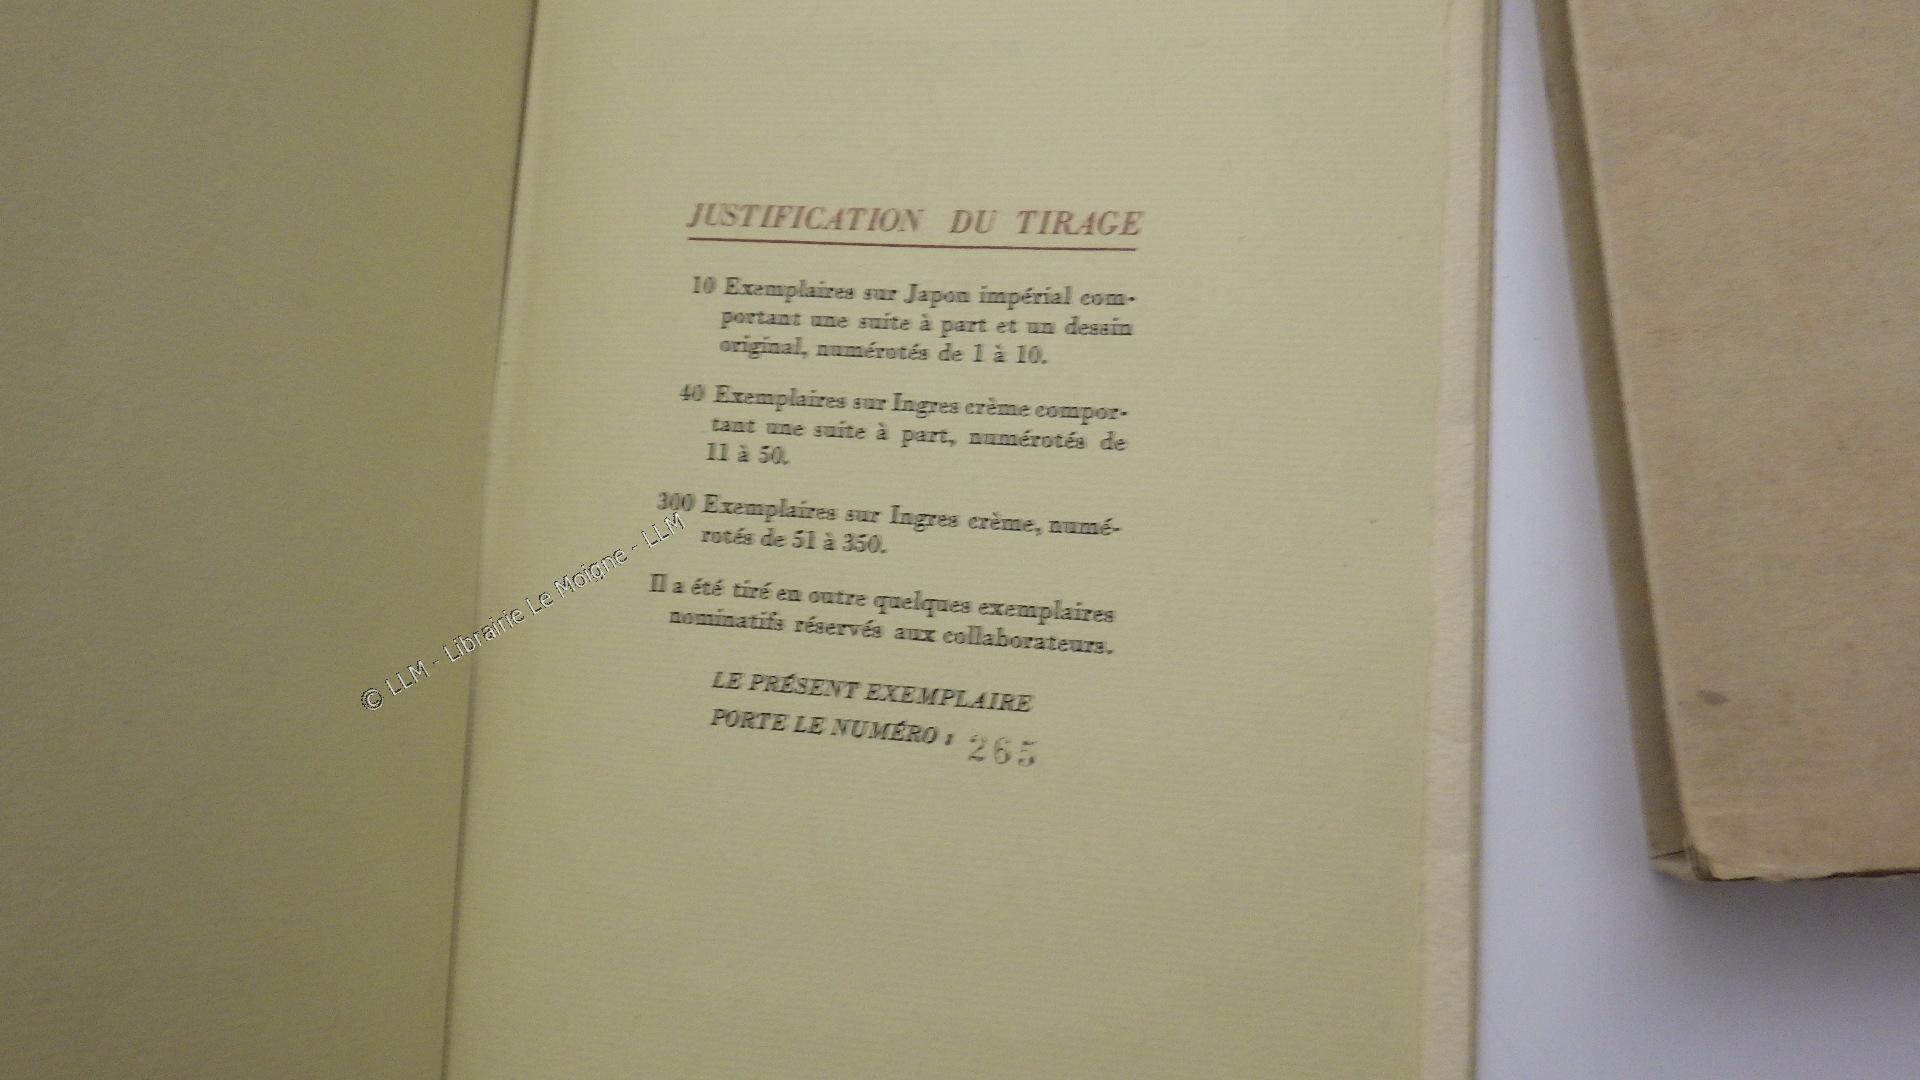 JUSTIFICATION DU TIRAGE
10 Exemplaires sur Japon impérial com-
portant une suite à part et un dessin
original, numérotés de 1 à 10.
40 Exemplaires sur Ingres crème compor-
tant une suite à part, numérotés de
11 à 50.
300 Exemplaires sur Ingres crème, numé-
rotés de 51 à 350.
Il a été tiré en outre quelques exemplaires
nominatifs réservés aux collaborateurs.
LE PRÉSENT EXEMPLAIRE
PORTE LE NUMÉRO : 265
© LLM - Librairie Le Moigne - LLM